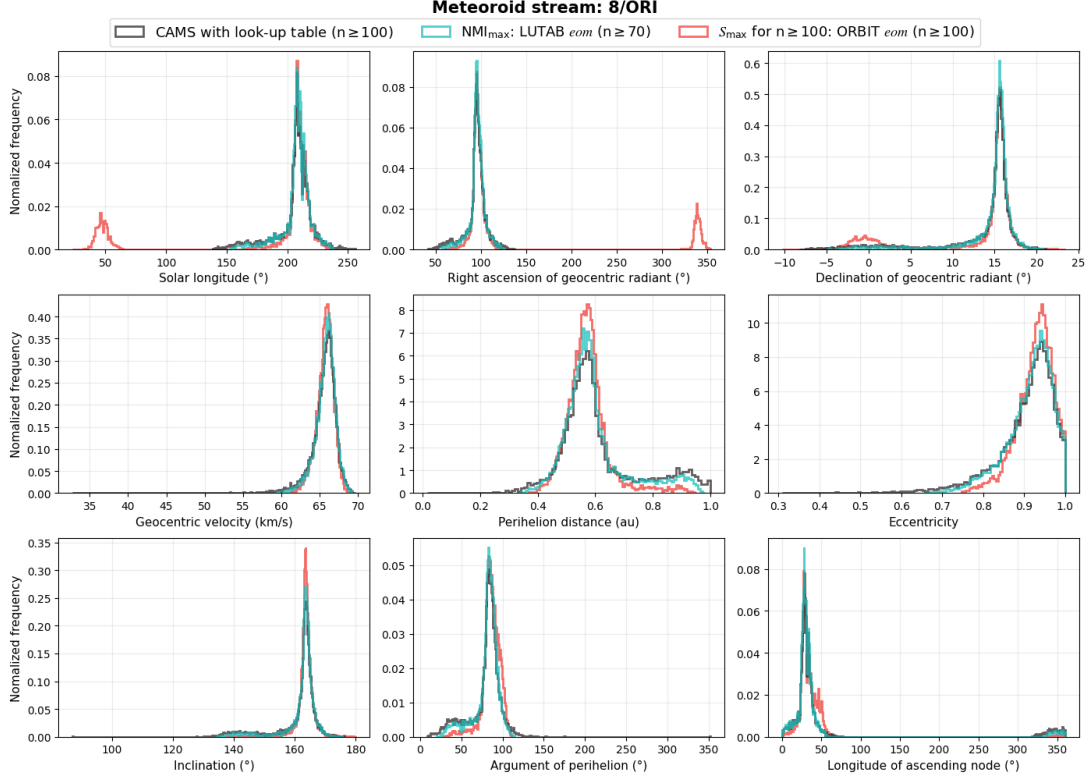 Meteoroid stream: 8/ORI
CAMS with look-up table (n ≥ 100)
NMI_max: LUTAB eom (n ≥ 70)
𝒮_max for n ≥ 100: ORBIT eom (n ≥ 100)
Nomalized frequency
0.00 0.02 0.04 0.06 0.08
50 100 150 200 250
Solar longitude (°)
0.00 0.02 0.04 0.06 0.08
50 100 150 200 250 300 350
Right ascension of geocentric radiant (°)
0.0 0.1 0.2 0.3 0.4 0.5 0.6
−10 −5 0 5 10 15 20 25
Declination of geocentric radiant (°)
Nomalized frequency
0.00 0.05 0.10 0.15 0.20 0.25 0.30 0.35 0.40
35 40 45 50 55 60 65 70
Geocentric velocity (km/s)
0 1 2 3 4 5 6 7 8
0.0 0.2 0.4 0.6 0.8 1.0
Perihelion distance (au)
0 2 4 6 8 10
0.3 0.4 0.5 0.6 0.7 0.8 0.9 1.0
Eccentricity
Nomalized frequency
0.00 0.05 0.10 0.15 0.20 0.25 0.30 0.35
100 120 140 160 180
Inclination (°)
0.00 0.01 0.02 0.03 0.04 0.05
0 50 100 150 200 250 300 350
Argument of perihelion (°)
0.00 0.02 0.04 0.06 0.08
0 50 100 150 200 250 300 350
Longitude of ascending node (°)